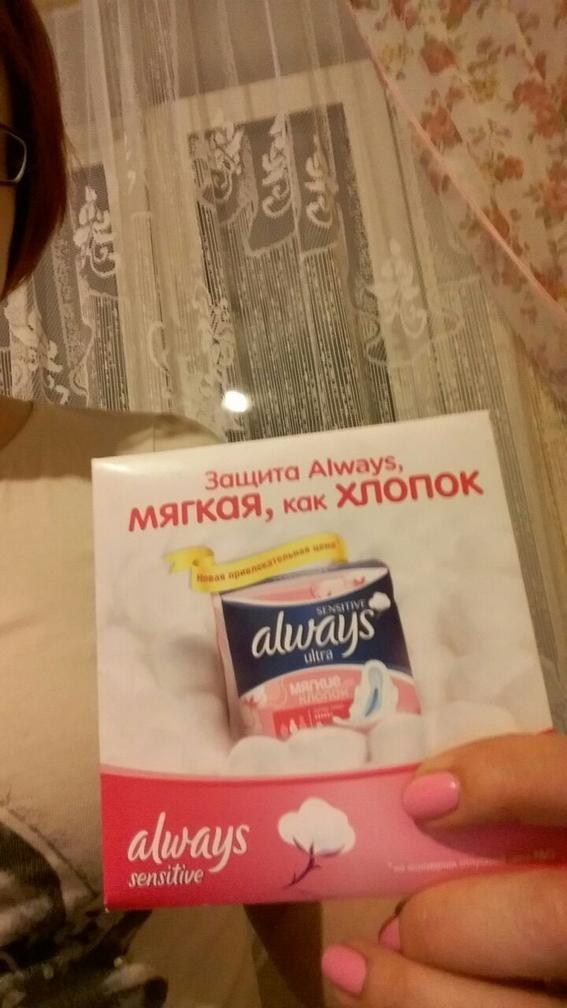 Защита Always,
мягкая, как хлопок
Новая привлекательная цена*
SENSITIVE
always
ultra
мягкие
хлопок
always
sensitive